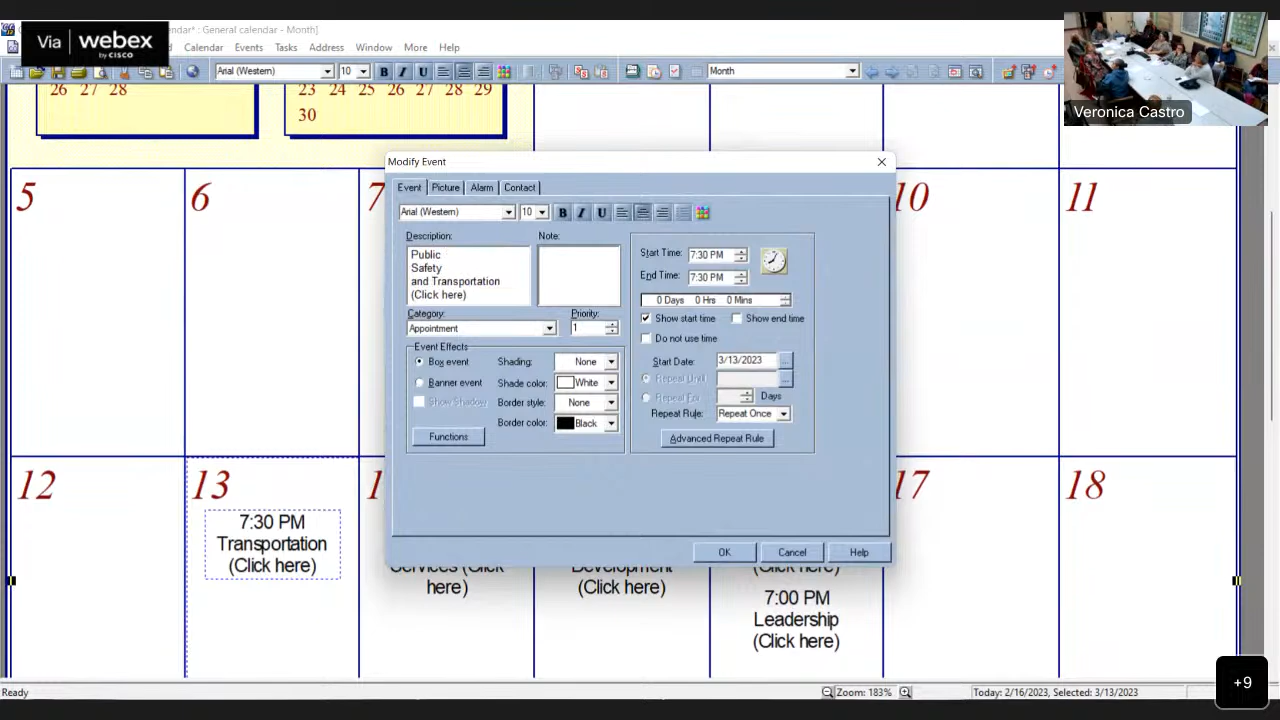 Via webex
by CISCO
ndar* : General calendar - Month]
d Calendar Events Tasks Address Window More Help
Arial (Western) 10 B I U Month
26 27 28
23 24 25 26 27 28 29
30
Veronica Castro
5 6 7 10 11
Modify Event
Event Picture Alarm Contact
Arial (Western) 10 B I U
Description: Note:
Public
Safety
and Transportation
(Click here)
Category: Priority:
Appointment 1
Event Effects
Box event Shading: None
Banner event Shade color: White
Show Shadow Border style: None
Border color: Black
Functions
Start Time: 7:30 PM
End Time: 7:30 PM
0 Days 0 Hrs 0 Mins
Show start time Show end time
Do not use time
Start Date: 3/13/2023 ...
Repeat Until ...
Repeat For Days
Repeat Rule: Repeat Once
Advanced Repeat Rule
OK Cancel Help
12 13 1 17 18
7:30 PM
Transportation
(Click here)
Services (Click
here)
Development
(Click here)
(Click here)
7:00 PM
Leadership
(Click here)
+9
Ready Zoom: 183% Today: 2/16/2023, Selected: 3/13/2023